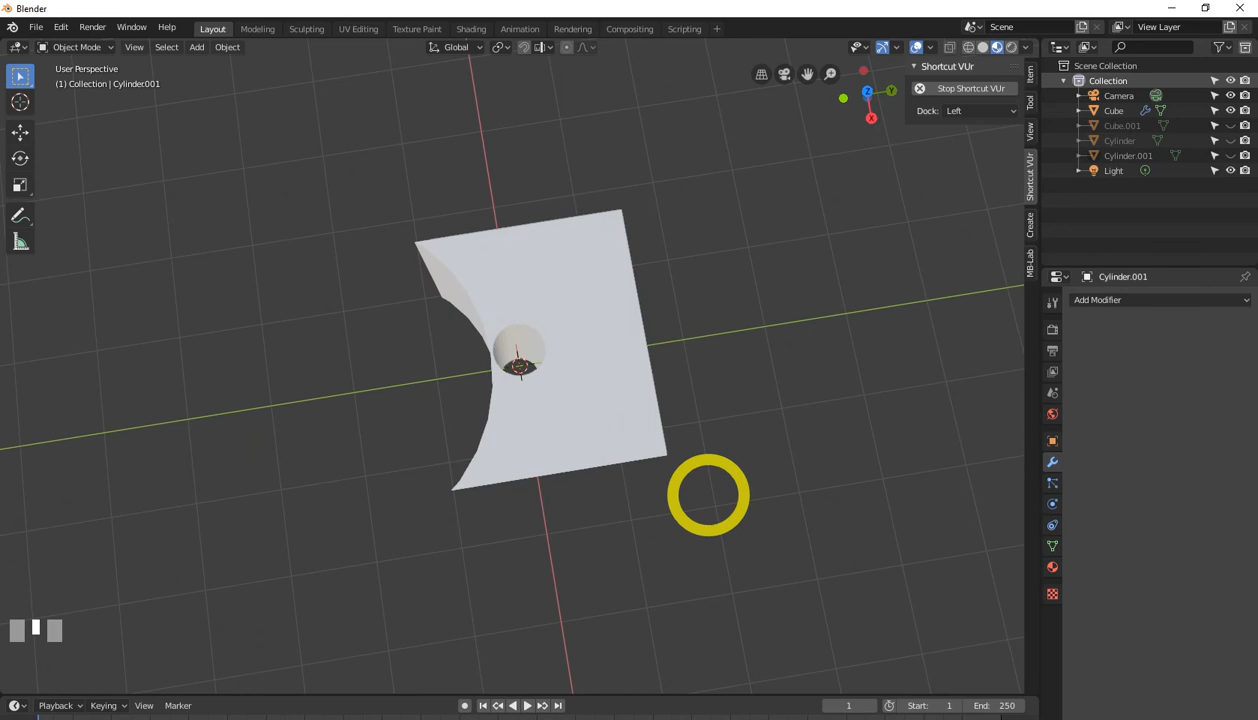 Blender
File Edit Render Window Help Layout Modeling Sculpting UV Editing Texture Paint Shading Animation Rendering Compositing Scripting + Scene View Layer
Object Mode View Select Add Object Global
User Perspective
(1) Collection | Cylinder.001
Shortcut VUr
Stop Shortcut VUr
Dock: Left
Item
Tool
View
Shortcut VUr
Create
MB-Lab
Z
Y
X
Scene Collection
Collection
Camera
Cube
Cube.001
Cylinder
Cylinder.001
Light
Cylinder.001
Add Modifier
Playback Keying View Marker 1 Start: 1 End: 250